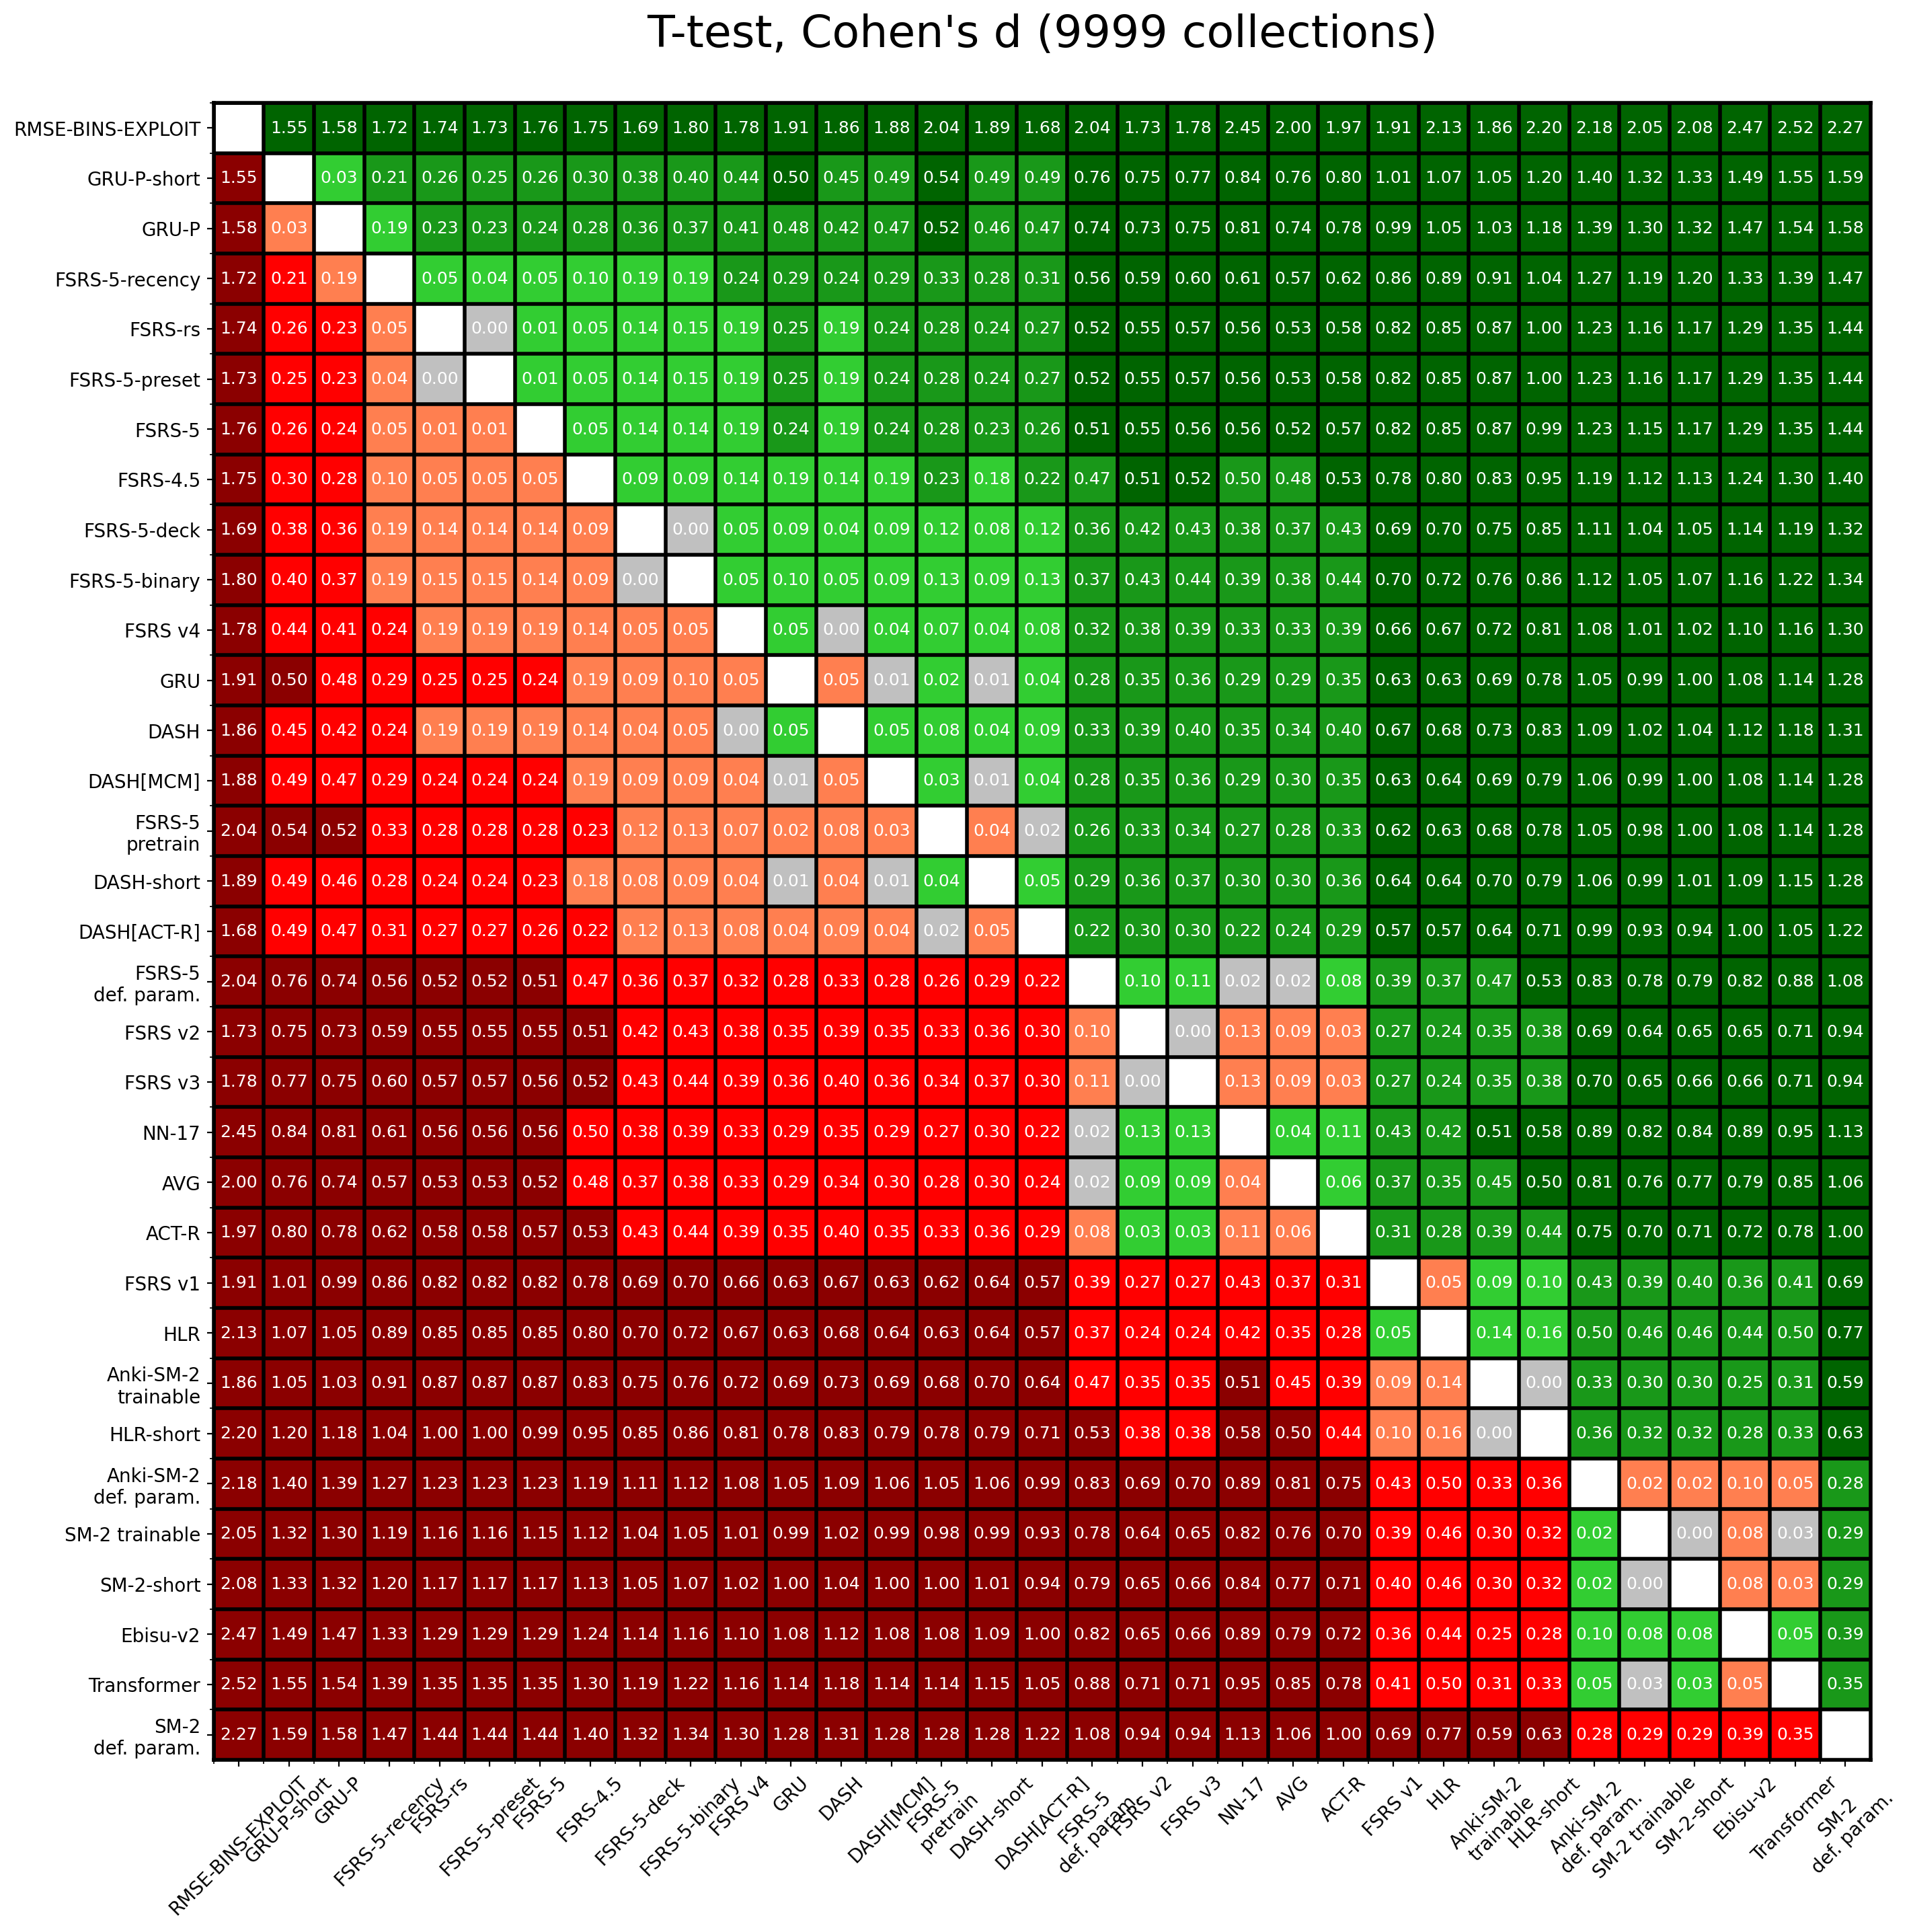 T-test, Cohen's d (9999 collections)
RMSE-BINS-EXPLOIT 1.55 1.58 1.72 1.74 1.73 1.76 1.75 1.69 1.80 1.78 1.91 1.86 1.88 2.04 1.89 1.68 2.04 1.73 1.78 2.45 2.00 1.97 1.91 2.13 1.86 2.20 2.18 2.05 2.08 2.47 2.52 2.27
GRU-P-short 1.55 0.03 0.21 0.26 0.25 0.26 0.30 0.38 0.40 0.44 0.50 0.45 0.49 0.54 0.49 0.49 0.76 0.75 0.77 0.84 0.76 0.80 1.01 1.07 1.05 1.20 1.40 1.32 1.33 1.49 1.55 1.59
GRU-P 1.58 0.03 0.19 0.23 0.23 0.24 0.28 0.36 0.37 0.41 0.48 0.42 0.47 0.52 0.46 0.47 0.74 0.73 0.75 0.81 0.74 0.78 0.99 1.05 1.03 1.18 1.39 1.30 1.32 1.47 1.54 1.58
FSRS-5-recency 1.72 0.21 0.19 0.05 0.04 0.05 0.10 0.19 0.19 0.24 0.29 0.24 0.29 0.33 0.28 0.31 0.56 0.59 0.60 0.61 0.57 0.62 0.86 0.89 0.91 1.04 1.27 1.19 1.20 1.33 1.39 1.47
FSRS-rs 1.74 0.26 0.23 0.05 0.00 0.01 0.05 0.14 0.15 0.19 0.25 0.19 0.24 0.28 0.24 0.27 0.52 0.55 0.57 0.56 0.53 0.58 0.82 0.85 0.87 1.00 1.23 1.16 1.17 1.29 1.35 1.44
FSRS-5-preset 1.73 0.25 0.23 0.04 0.00 0.01 0.05 0.14 0.15 0.19 0.25 0.19 0.24 0.28 0.24 0.27 0.52 0.55 0.57 0.56 0.53 0.58 0.82 0.85 0.87 1.00 1.23 1.16 1.17 1.29 1.35 1.44
FSRS-5 1.76 0.26 0.24 0.05 0.01 0.01 0.05 0.14 0.14 0.19 0.24 0.19 0.24 0.28 0.23 0.26 0.51 0.55 0.56 0.56 0.52 0.57 0.82 0.85 0.87 0.99 1.23 1.15 1.17 1.29 1.35 1.44
FSRS-4.5 1.75 0.30 0.28 0.10 0.05 0.05 0.05 0.09 0.09 0.14 0.19 0.14 0.19 0.23 0.18 0.22 0.47 0.51 0.52 0.50 0.48 0.53 0.78 0.80 0.83 0.95 1.19 1.12 1.13 1.24 1.30 1.40
FSRS-5-deck 1.69 0.38 0.36 0.19 0.14 0.14 0.14 0.09 0.00 0.05 0.09 0.04 0.09 0.12 0.08 0.12 0.36 0.42 0.43 0.38 0.37 0.43 0.69 0.70 0.75 0.85 1.11 1.04 1.05 1.14 1.19 1.32
FSRS-5-binary 1.80 0.40 0.37 0.19 0.15 0.15 0.14 0.09 0.00 0.05 0.10 0.05 0.09 0.13 0.09 0.13 0.37 0.43 0.44 0.39 0.38 0.44 0.70 0.72 0.76 0.86 1.12 1.05 1.07 1.16 1.22 1.34
FSRS v4 1.78 0.44 0.41 0.24 0.19 0.19 0.19 0.14 0.05 0.05 0.05 0.00 0.04 0.07 0.04 0.08 0.32 0.38 0.39 0.33 0.33 0.39 0.66 0.67 0.72 0.81 1.08 1.01 1.02 1.10 1.16 1.30
GRU 1.91 0.50 0.48 0.29 0.25 0.25 0.24 0.19 0.09 0.10 0.05 0.05 0.01 0.02 0.01 0.04 0.28 0.35 0.36 0.29 0.29 0.35 0.63 0.63 0.69 0.78 1.05 0.99 1.00 1.08 1.14 1.28
DASH 1.86 0.45 0.42 0.24 0.19 0.19 0.19 0.14 0.04 0.05 0.00 0.05 0.05 0.08 0.04 0.09 0.33 0.39 0.40 0.35 0.34 0.40 0.67 0.68 0.73 0.83 1.09 1.02 1.04 1.12 1.18 1.31
DASH[MCM] 1.88 0.49 0.47 0.29 0.24 0.24 0.24 0.19 0.09 0.09 0.04 0.01 0.05 0.03 0.01 0.04 0.28 0.35 0.36 0.29 0.30 0.35 0.63 0.64 0.69 0.79 1.06 0.99 1.00 1.08 1.14 1.28
FSRS-5
pretrain 2.04 0.54 0.52 0.33 0.28 0.28 0.28 0.23 0.12 0.13 0.07 0.02 0.08 0.03 0.04 0.02 0.26 0.33 0.34 0.27 0.28 0.33 0.62 0.63 0.68 0.78 1.05 0.98 1.00 1.08 1.14 1.28
DASH-short 1.89 0.49 0.46 0.28 0.24 0.24 0.23 0.18 0.08 0.09 0.04 0.01 0.04 0.01 0.04 0.05 0.29 0.36 0.37 0.30 0.30 0.36 0.64 0.64 0.70 0.79 1.06 0.99 1.01 1.09 1.15 1.28
DASH[ACT-R] 1.68 0.49 0.47 0.31 0.27 0.27 0.26 0.22 0.12 0.13 0.08 0.04 0.09 0.04 0.02 0.05 0.22 0.30 0.30 0.22 0.24 0.29 0.57 0.57 0.64 0.71 0.99 0.93 0.94 1.00 1.05 1.22
FSRS-5
def. param. 2.04 0.76 0.74 0.56 0.52 0.52 0.51 0.47 0.36 0.37 0.32 0.28 0.33 0.28 0.26 0.29 0.22 0.10 0.11 0.02 0.02 0.08 0.39 0.37 0.47 0.53 0.83 0.78 0.79 0.82 0.88 1.08
FSRS v2 1.73 0.75 0.73 0.59 0.55 0.55 0.55 0.51 0.42 0.43 0.38 0.35 0.39 0.35 0.33 0.36 0.30 0.10 0.00 0.13 0.09 0.03 0.27 0.24 0.35 0.38 0.69 0.64 0.65 0.65 0.71 0.94
FSRS v3 1.78 0.77 0.75 0.60 0.57 0.57 0.56 0.52 0.43 0.44 0.39 0.36 0.40 0.36 0.34 0.37 0.30 0.11 0.00 0.13 0.09 0.03 0.27 0.24 0.35 0.38 0.70 0.65 0.66 0.66 0.71 0.94
NN-17 2.45 0.84 0.81 0.61 0.56 0.56 0.56 0.50 0.38 0.39 0.33 0.29 0.35 0.29 0.27 0.30 0.22 0.02 0.13 0.13 0.04 0.11 0.43 0.42 0.51 0.58 0.89 0.82 0.84 0.89 0.95 1.13
AVG 2.00 0.76 0.74 0.57 0.53 0.53 0.52 0.48 0.37 0.38 0.33 0.29 0.34 0.30 0.28 0.30 0.24 0.02 0.09 0.09 0.04 0.06 0.37 0.35 0.45 0.50 0.81 0.76 0.77 0.79 0.85 1.06
ACT-R 1.97 0.80 0.78 0.62 0.58 0.58 0.57 0.53 0.43 0.44 0.39 0.35 0.40 0.35 0.33 0.36 0.29 0.08 0.03 0.03 0.11 0.06 0.31 0.28 0.39 0.44 0.75 0.70 0.71 0.72 0.78 1.00
FSRS v1 1.91 1.01 0.99 0.86 0.82 0.82 0.82 0.78 0.69 0.70 0.66 0.63 0.67 0.63 0.62 0.64 0.57 0.39 0.27 0.27 0.43 0.37 0.31 0.05 0.09 0.10 0.43 0.39 0.40 0.36 0.41 0.69
HLR 2.13 1.07 1.05 0.89 0.85 0.85 0.85 0.80 0.70 0.72 0.67 0.63 0.68 0.64 0.63 0.64 0.57 0.37 0.24 0.24 0.42 0.35 0.28 0.05 0.14 0.16 0.50 0.46 0.46 0.44 0.50 0.77
Anki-SM-2
trainable 1.86 1.05 1.03 0.91 0.87 0.87 0.87 0.83 0.75 0.76 0.72 0.69 0.73 0.69 0.68 0.70 0.64 0.47 0.35 0.35 0.51 0.45 0.39 0.09 0.14 0.00 0.33 0.30 0.30 0.25 0.31 0.59
HLR-short 2.20 1.20 1.18 1.04 1.00 1.00 0.99 0.95 0.85 0.86 0.81 0.78 0.83 0.79 0.78 0.79 0.71 0.53 0.38 0.38 0.58 0.50 0.44 0.10 0.16 0.00 0.36 0.32 0.32 0.28 0.33 0.63
Anki-SM-2
def. param. 2.18 1.40 1.39 1.27 1.23 1.23 1.23 1.19 1.11 1.12 1.08 1.05 1.09 1.06 1.05 1.06 0.99 0.83 0.69 0.70 0.89 0.81 0.75 0.43 0.50 0.33 0.36 0.02 0.02 0.10 0.05 0.28
SM-2 trainable 2.05 1.32 1.30 1.19 1.16 1.16 1.15 1.12 1.04 1.05 1.01 0.99 1.02 0.99 0.98 0.99 0.93 0.78 0.64 0.65 0.82 0.76 0.70 0.39 0.46 0.30 0.32 0.02 0.00 0.08 0.03 0.29
SM-2-short 2.08 1.33 1.32 1.20 1.17 1.17 1.17 1.13 1.05 1.07 1.02 1.00 1.04 1.00 1.00 1.01 0.94 0.79 0.65 0.66 0.84 0.77 0.71 0.40 0.46 0.30 0.32 0.02 0.00 0.08 0.03 0.29
Ebisu-v2 2.47 1.49 1.47 1.33 1.29 1.29 1.29 1.24 1.14 1.16 1.10 1.08 1.12 1.08 1.08 1.09 1.00 0.82 0.65 0.66 0.89 0.79 0.72 0.36 0.44 0.25 0.28 0.10 0.08 0.08 0.05 0.39
Transformer 2.52 1.55 1.54 1.39 1.35 1.35 1.35 1.30 1.19 1.22 1.16 1.14 1.18 1.14 1.14 1.15 1.05 0.88 0.71 0.71 0.95 0.85 0.78 0.41 0.50 0.31 0.33 0.05 0.03 0.03 0.05 0.35
SM-2
def. param. 2.27 1.59 1.58 1.47 1.44 1.44 1.44 1.40 1.32 1.34 1.30 1.28 1.31 1.28 1.28 1.28 1.22 1.08 0.94 0.94 1.13 1.06 1.00 0.69 0.77 0.59 0.63 0.28 0.29 0.29 0.39 0.35
RMSE-BINS-EXPLOIT
GRU-P-short
GRU-P
FSRS-5-recency
FSRS-rs
FSRS-5-preset
FSRS-5
FSRS-4.5
FSRS-5-deck
FSRS-5-binary
FSRS v4
GRU
DASH
DASH[MCM]
FSRS-5
pretrain
DASH-short
DASH[ACT-R]
FSRS-5
def. param.
FSRS v2
FSRS v3
NN-17
AVG
ACT-R
FSRS v1
HLR
Anki-SM-2
trainable
HLR-short
Anki-SM-2
def. param.
SM-2 trainable
SM-2-short
Ebisu-v2
Transformer
SM-2
def. param.